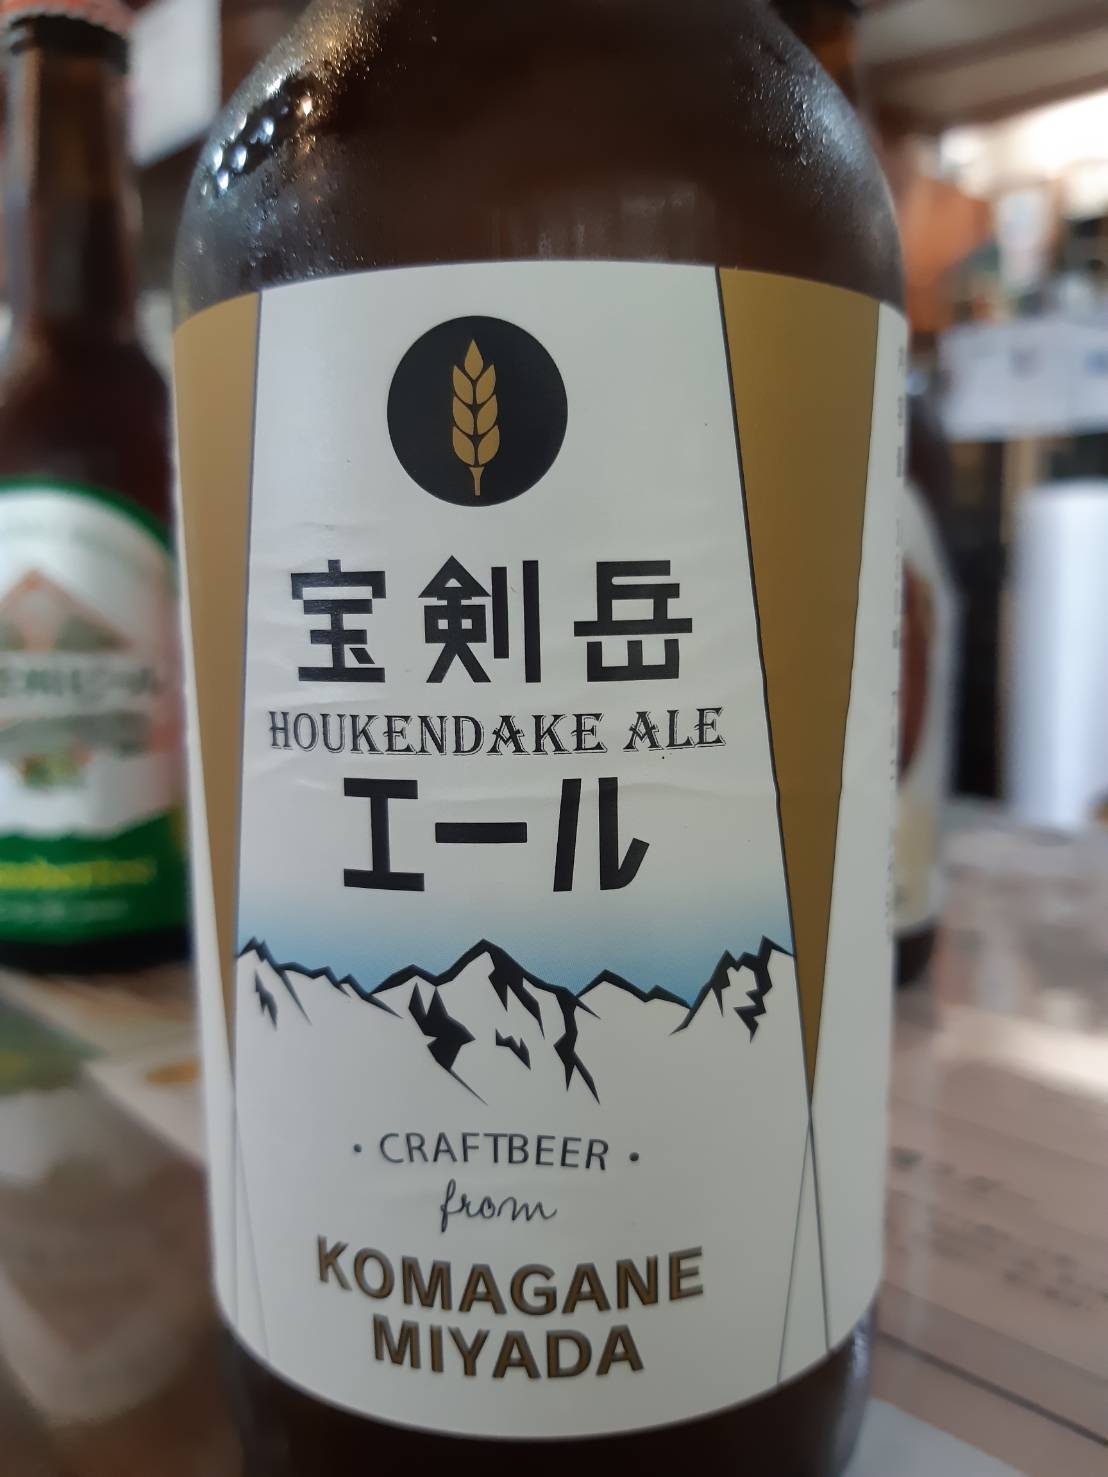 宝剣岳
HOUKENDAKE ALE
エール
・CRAFTBEER・
from
KOMAGANE
MIYADA